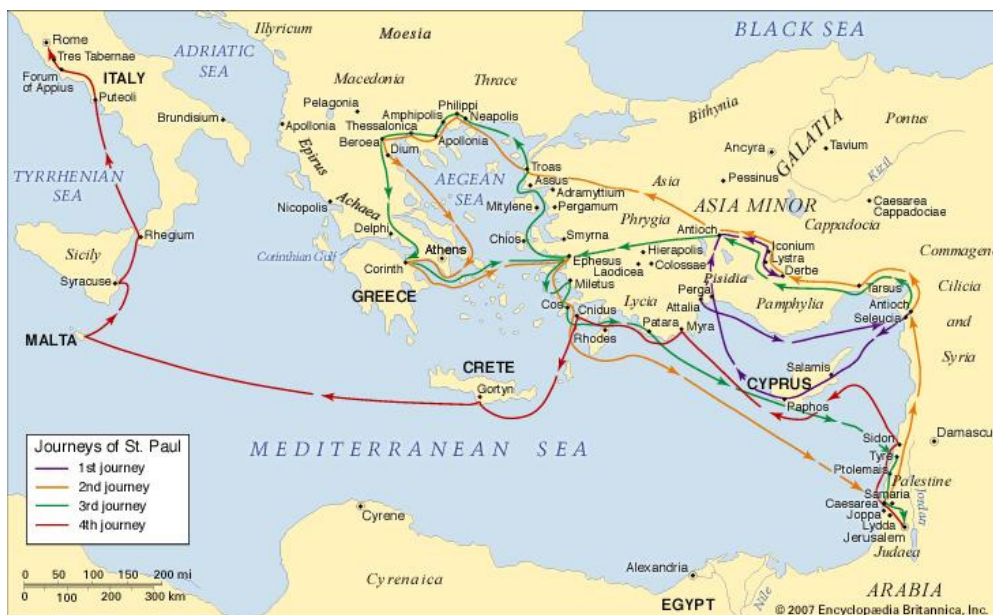 Illyricum
Moesia
BLACK SEA
Rome
Tres Tabernae
ADRIATIC
SEA
Forum
of Appius
ITALY
Puteoli
Macedonia
Thrace
Pelagonia
Philippi
Amphipolis
Neapolis
Brundisium
Apollonia
Thessalonica
Beroea
Apollonia
Dium
Bithynia
Pontus
GALATIA
Ancyra
Tavium
Kizil
TYRRHENIAN
SEA
Epirus
AEGEAN
SEA
Troas
Assus
Adramyttium
Mitylene
Pergamum
Asia
Pessinus
ASIA MINOR
Caesarea
Cappadociae
Cappadocia
Nicopolis
Achaea
Delphi
Phrygia
Antioch
Commagene
Rhegium
Sicily
Syracuse
Corinhian Gulf
Athens
Corinth
GREECE
Chios
Smyrna
Ephesus
Hierapolis
Laodicea
Colossae
Miletus
Iconium
Lystra
Derbe
Pisidia
Perga
Attalia
Pamphylia
Lycia
Tarsus
Antioch
Seleucia
Cilicia
and
Syria
MALTA
Cos
Cnidus
Rhodes
Patara
Myra
CRETE
Gortyn
Salamis
CYPRUS
Paphos
MEDITERRANEAN SEA
Sidon
Damascu
Tyre
Ptolemais
Palestine
Samaria
Caesarea
Jordan
Joppa
Lydda
Jerusalem
Judaea
Journeys of St. Paul
1st journey
2nd journey
3rd journey
4th journey
0 50 100 200 mi
0 100 200 300 km
Cyrene
Cyrenaica
Alexandria
EGYPT
Nile
ARABIA
© 2007 Encyclopædia Britannica, Inc.